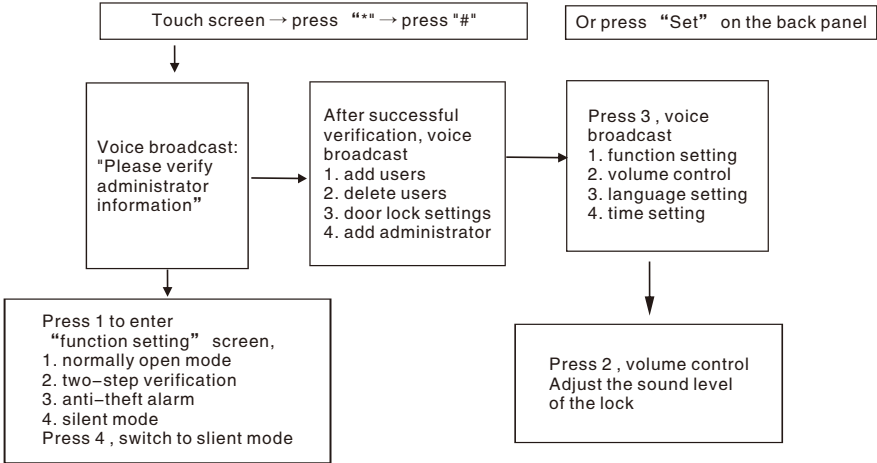 Touch screen → press “*” → press "#"
Or press “Set” on the back panel
Voice broadcast:
"Please verify
administrator
information”
After successful
verification, voice
broadcast
1. add users
2. delete users
3. door lock settings
4. add administrator
Press 3 , voice
broadcast
1. function setting
2. volume control
3. language setting
4. time setting
Press 1 to enter
“function setting” screen,
1. normally open mode
2. two-step verification
3. anti-theft alarm
4. silent mode
Press 4 , switch to slient mode
Press 2 , volume control
Adjust the sound level
of the lock